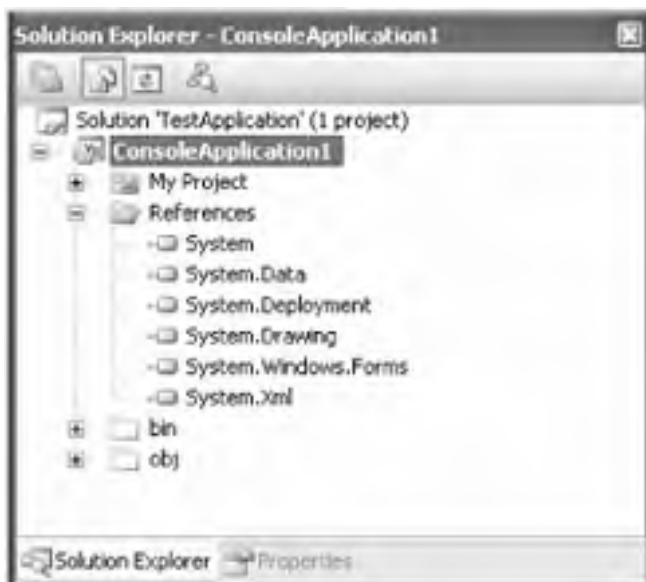 Solution Explorer - ConsoleApplication1
Solution 'TestApplication' (1 project)
ConsoleApplication1
My Project
References
System
System.Data
System.Deployment
System.Drawing
System.Windows.Forms
System.Xml
bin
obj
Solution Explorer Properties